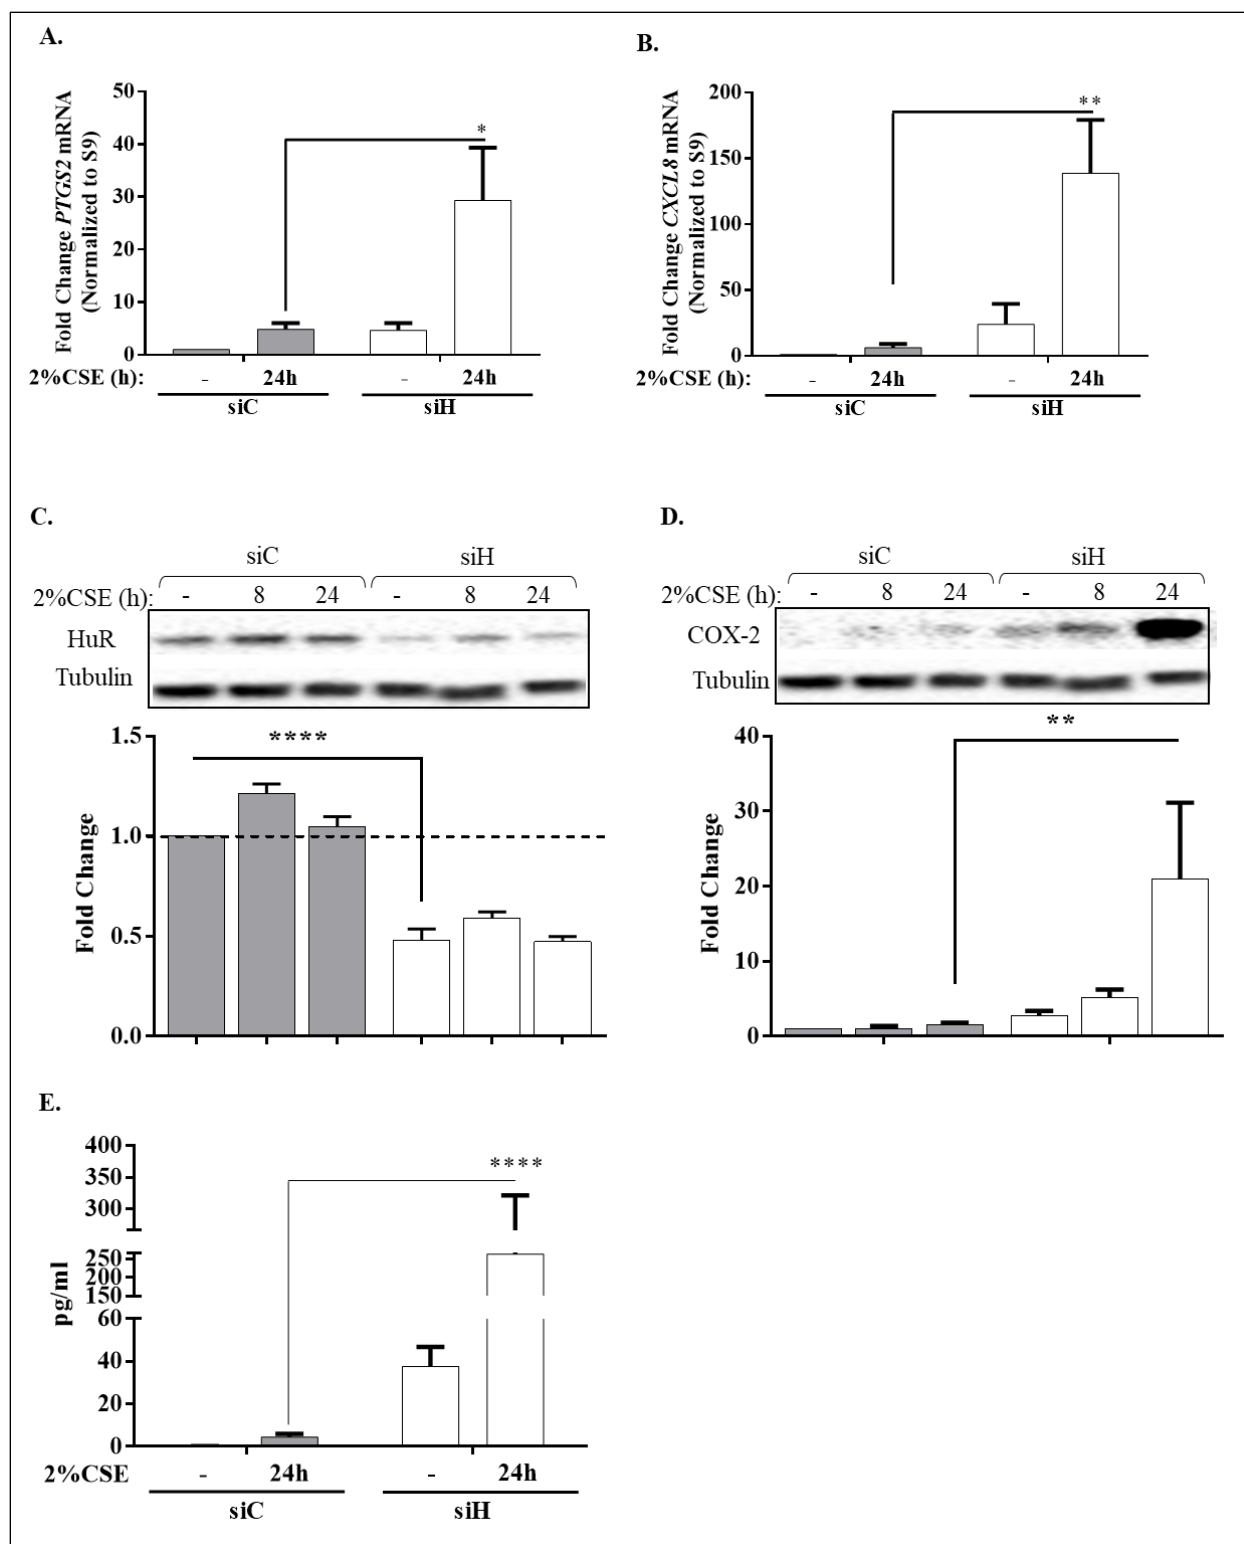 A.
Fold Change PTGS2 mRNA
(Normalized to S9)
50
40
30
20
10
0
*
2%CSE (h): - 24h - 24h
siC siH
B.
Fold Change CXCL8 mRNA
(Normalized to S9)
200
150
100
50
0
**
2%CSE (h): - 24h - 24h
siC siH
C.
siC siH
2%CSE (h): - 8 24 - 8 24
HuR
Tubulin
****
Fold Change
1.5
1.0
0.5
0.0
D.
siC siH
2%CSE (h): - 8 24 - 8 24
COX-2
Tubulin
**
Fold Change
40
30
20
10
0
E.
pg/ml
400
350
300
250
200
150
60
40
20
0
****
2%CSE - 24h - 24h
siC siH